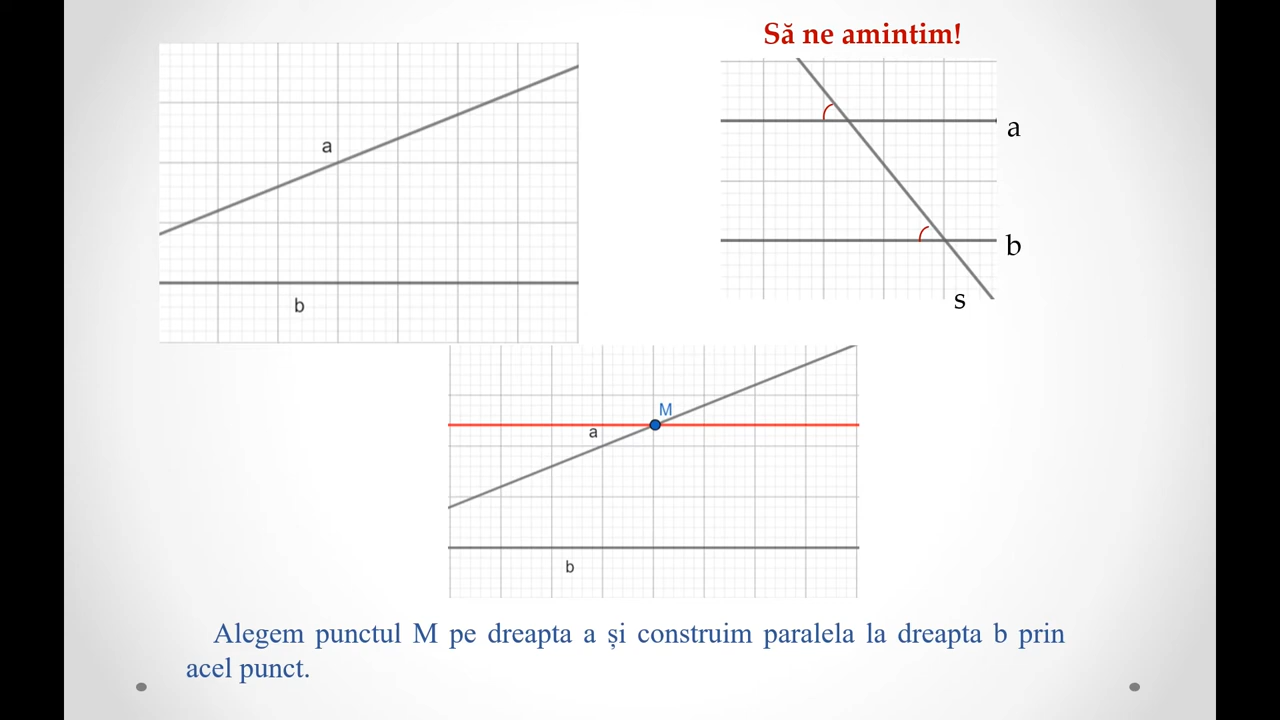 Să ne amintim!
a
b
a
b
s
M
a
b
Alegem punctul M pe dreapta a și construim paralela la dreapta b prin
acel punct.